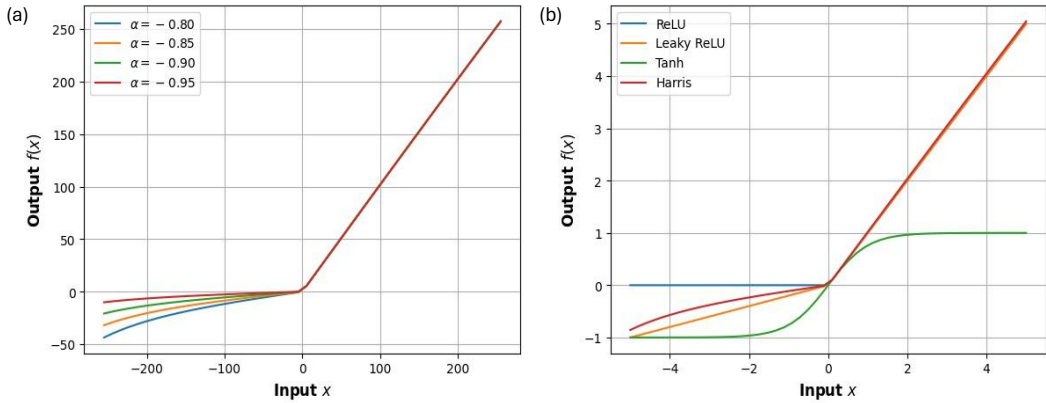 (a)
α = − 0.80
α = − 0.85
α = − 0.90
α = − 0.95
250
200
150
100
50
0
−50
Output f(x)
−200
−100
0
100
200
Input x
(b)
ReLU
Leaky ReLU
Tanh
Harris
5
4
3
2
1
0
−1
Output f(x)
−4
−2
0
2
4
Input x